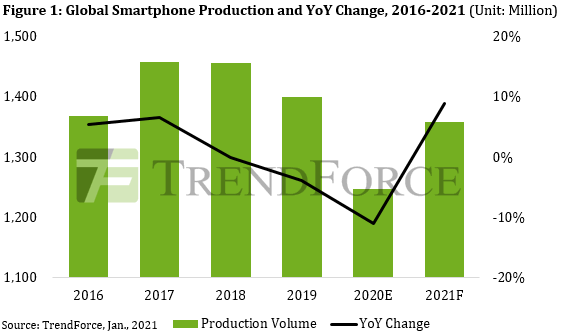 Figure 1: Global Smartphone Production and YoY Change, 2016-2021 (Unit: Million)
1,500 20%
1,400 10%
1,300 0%
TRENDFORCE
1,200 -10%
1,100 -20%
2016 2017 2018 2019 2020E 2021F
Source: TrendForce, Jan., 2021 Production Volume YoY Change